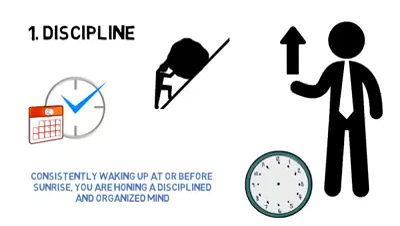 1. DISCIPLINE
CONSISTENTLY WAKING UP AT OR BEFORE
SUNRISE, YOU ARE HONING A DISCIPLINED
AND ORGANIZED MIND